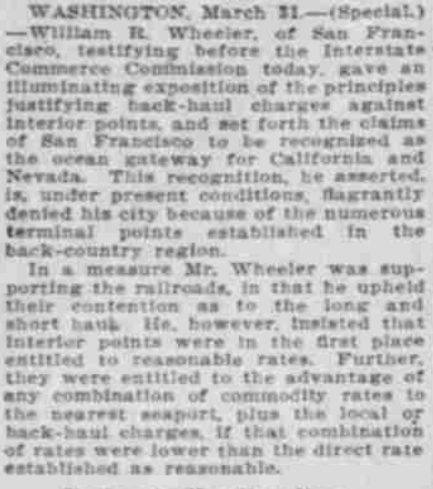 WASHINGTON, March 31.—(Special.)
—William R. Wheeler, of San Fran-
cisco, testifying before the Interstate
Commerce Commission today, gave an
illuminating exposition of the principles
justifying back-haul charges against
interior points, and set forth the claims
of San Francisco to be recognized as
the ocean gateway for California and
Nevada. This recognition, he asserted,
is, under present conditions, flagrantly
denied his city because of the numerous
terminal points established in the
back-country region.
In a measure Mr. Wheeler was sup-
porting the railroads, in that he upheld
their contention as to the long and
short haul. He, however, insisted that
interior points were in the first place
entitled to reasonable rates. Further,
they were entitled to the advantage of
any combination of commodity rates to
the nearest seaport, plus the local or
back-haul charges, if that combination
of rates were lower than the direct rate
established as reasonable.